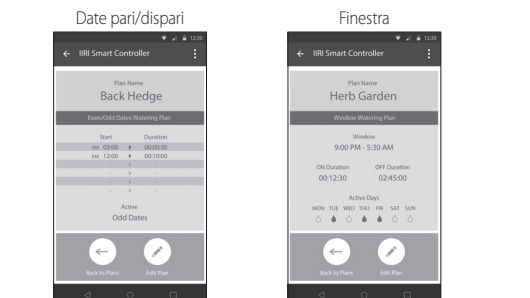 Date pari/dispari
12:30
IIRI Smart Controller
Plan Name
Back Hedge
Even/Odd Dates Watering Plan
Start Duration
AM 03:00 00:00:30
AM 12:00 00:10:00
- -
- -
- -
Active
Odd Dates
Back to Plans Edit Plan
Finestra
12:30
IIRI Smart Controller
Plan Name
Herb Garden
Window Watering Plan
Window
9:00 PM - 5:30 AM
ON Duration OFF Duration
00:12:30 02:45:00
Active Days
MON TUE WED THU FRI SAT SUN
Back to Plans Edit Plan